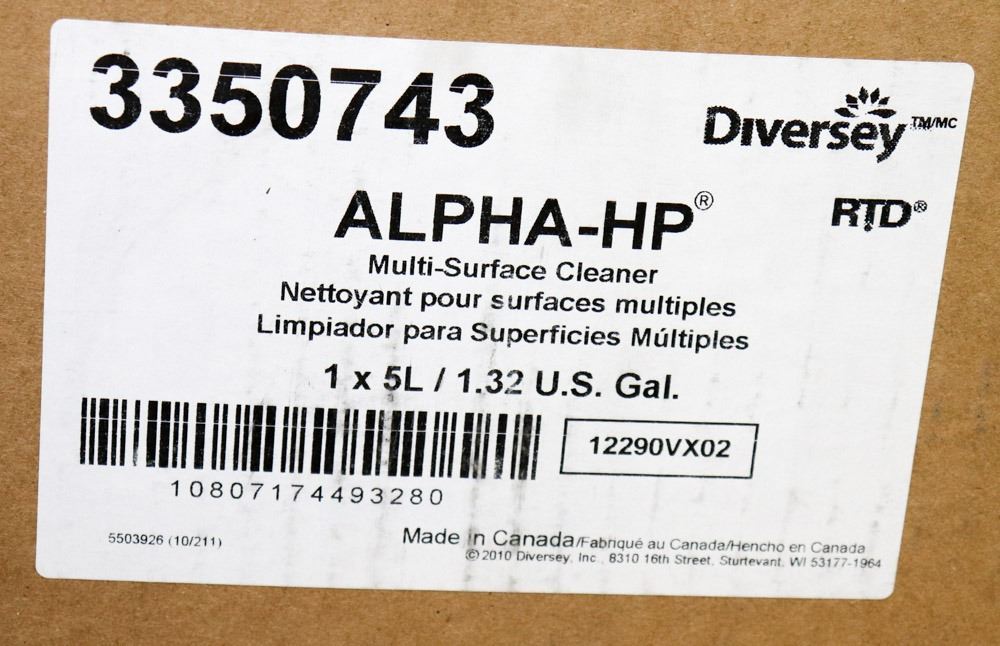 3350743
Diversey™/MC
ALPHA-HP®
RTD®
Multi-Surface Cleaner
Nettoyant pour surfaces multiples
Limpiador para Superficies Múltiples
1 x 5L / 1.32 U.S. Gal.
12290VX02
10807174493280
5503926 (10/211)
Made in Canada/Fabriqué au Canada/Hencho en Canada
©2010 Diversey, Inc., 8310 16th Street, Sturtevant, WI 53177-1964